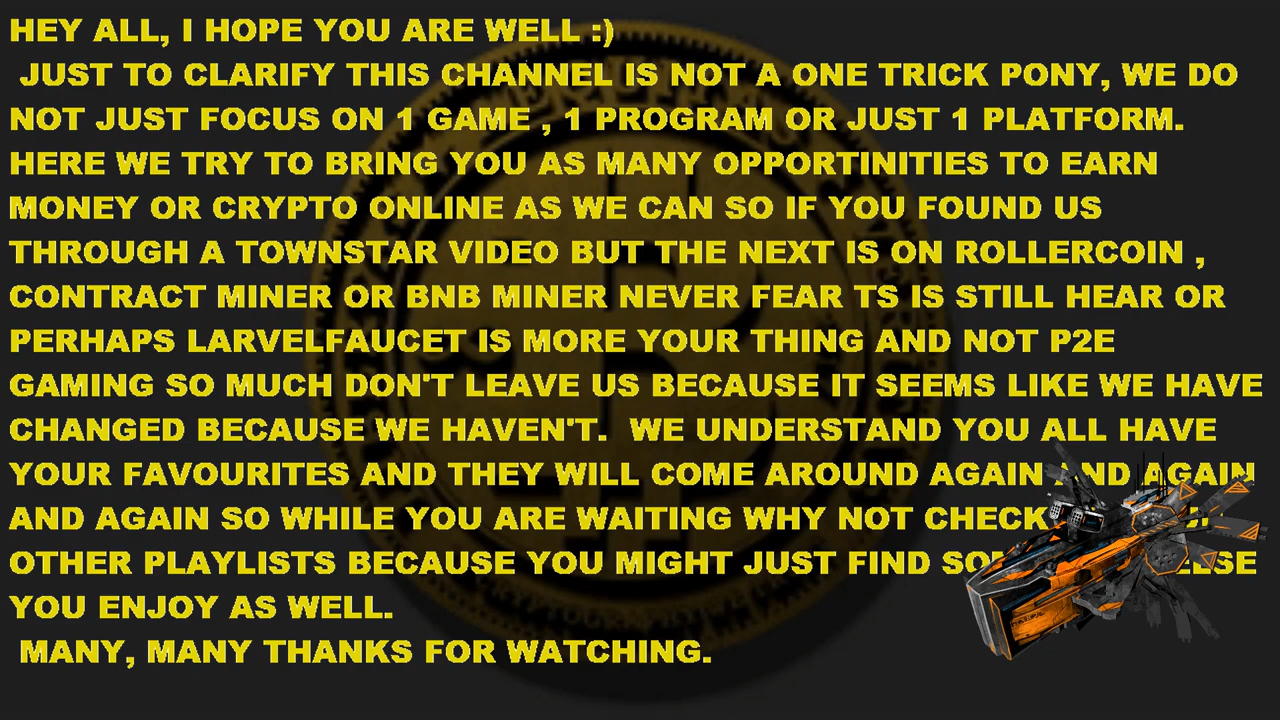 HEY ALL, I HOPE YOU ARE WELL :)
JUST TO CLARIFY THIS CHANNEL IS NOT A ONE TRICK PONY, WE DO
NOT JUST FOCUS ON 1 GAME , 1 PROGRAM OR JUST 1 PLATFORM.
HERE WE TRY TO BRING YOU AS MANY OPPORTINITIES TO EARN
MONEY OR CRYPTO ONLINE AS WE CAN SO IF YOU FOUND US
THROUGH A TOWNSTAR VIDEO BUT THE NEXT IS ON ROLLERCOIN ,
CONTRACT MINER OR BNB MINER NEVER FEAR TS IS STILL HEAR OR
PERHAPS LARVELFAUCET IS MORE YOUR THING AND NOT P2E
GAMING SO MUCH DON'T LEAVE US BECAUSE IT SEEMS LIKE WE HAVE
CHANGED BECAUSE WE HAVEN'T. WE UNDERSTAND YOU ALL HAVE
YOUR FAVOURITES AND THEY WILL COME AROUND AGAIN AND AGAIN
AND AGAIN SO WHILE YOU ARE WAITING WHY NOT CHECK
OTHER PLAYLISTS BECAUSE YOU MIGHT JUST FIND ELSE
YOU ENJOY AS WELL.
MANY, MANY THANKS FOR WATCHING.